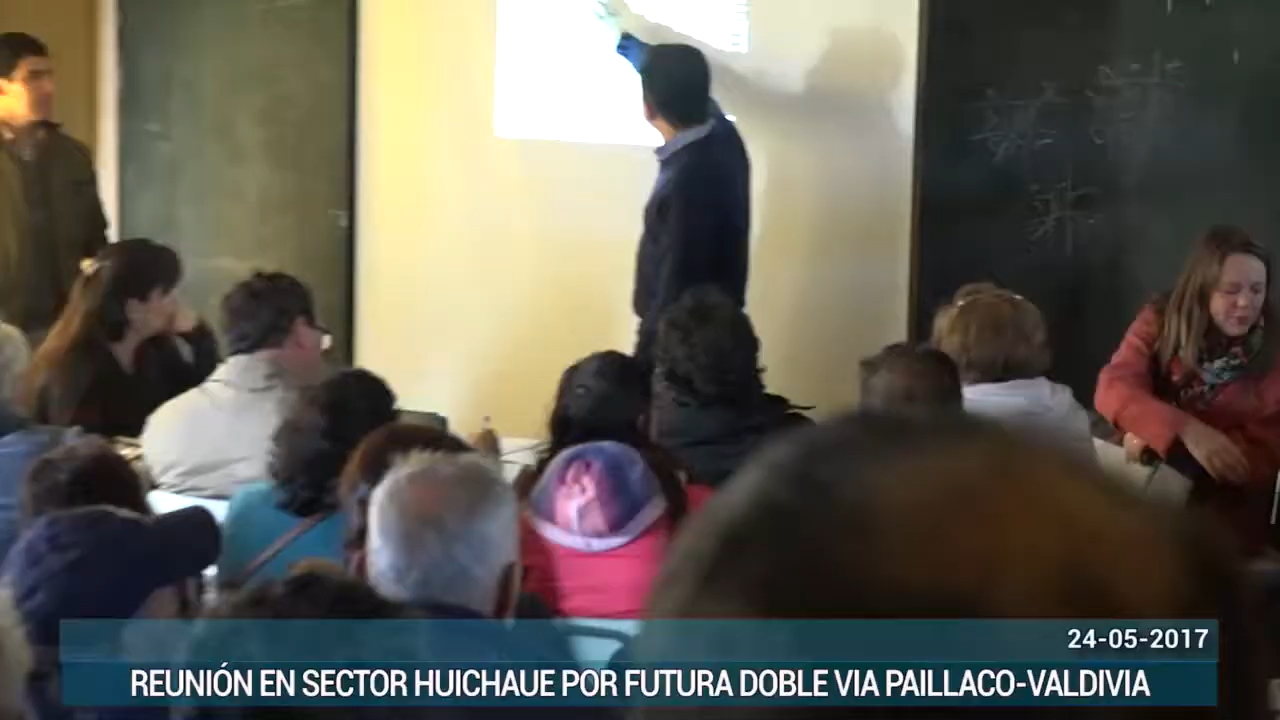 24-05-2017
REUNIÓN EN SECTOR HUICHAUE POR FUTURA DOBLE VIA PAILLACO-VALDIVIA